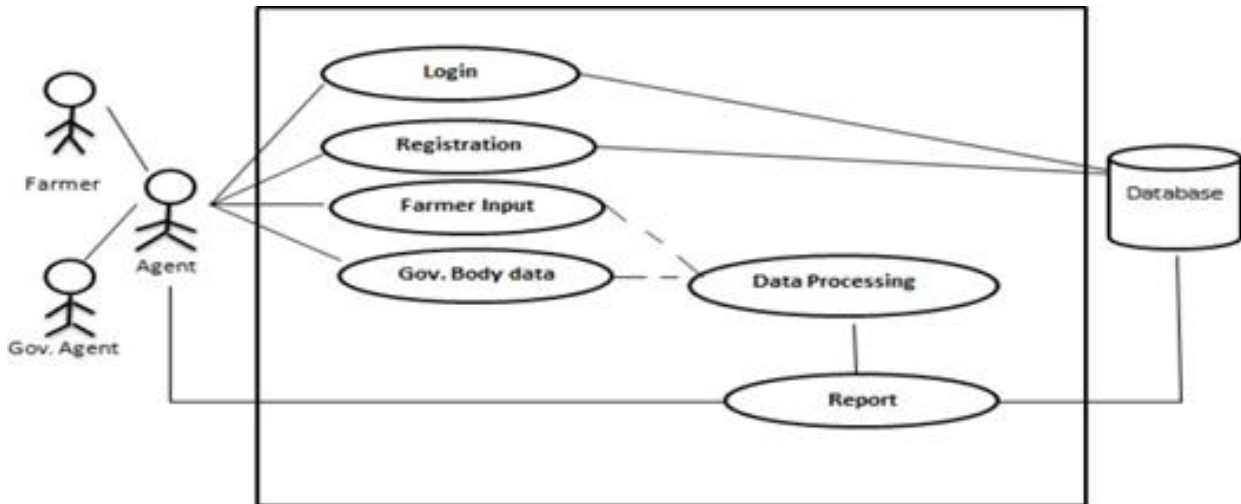 Login
Registration
Farmer
Farmer Input
Database
Agent
Gov. Body data
Data Processing
Gov. Agent
Report